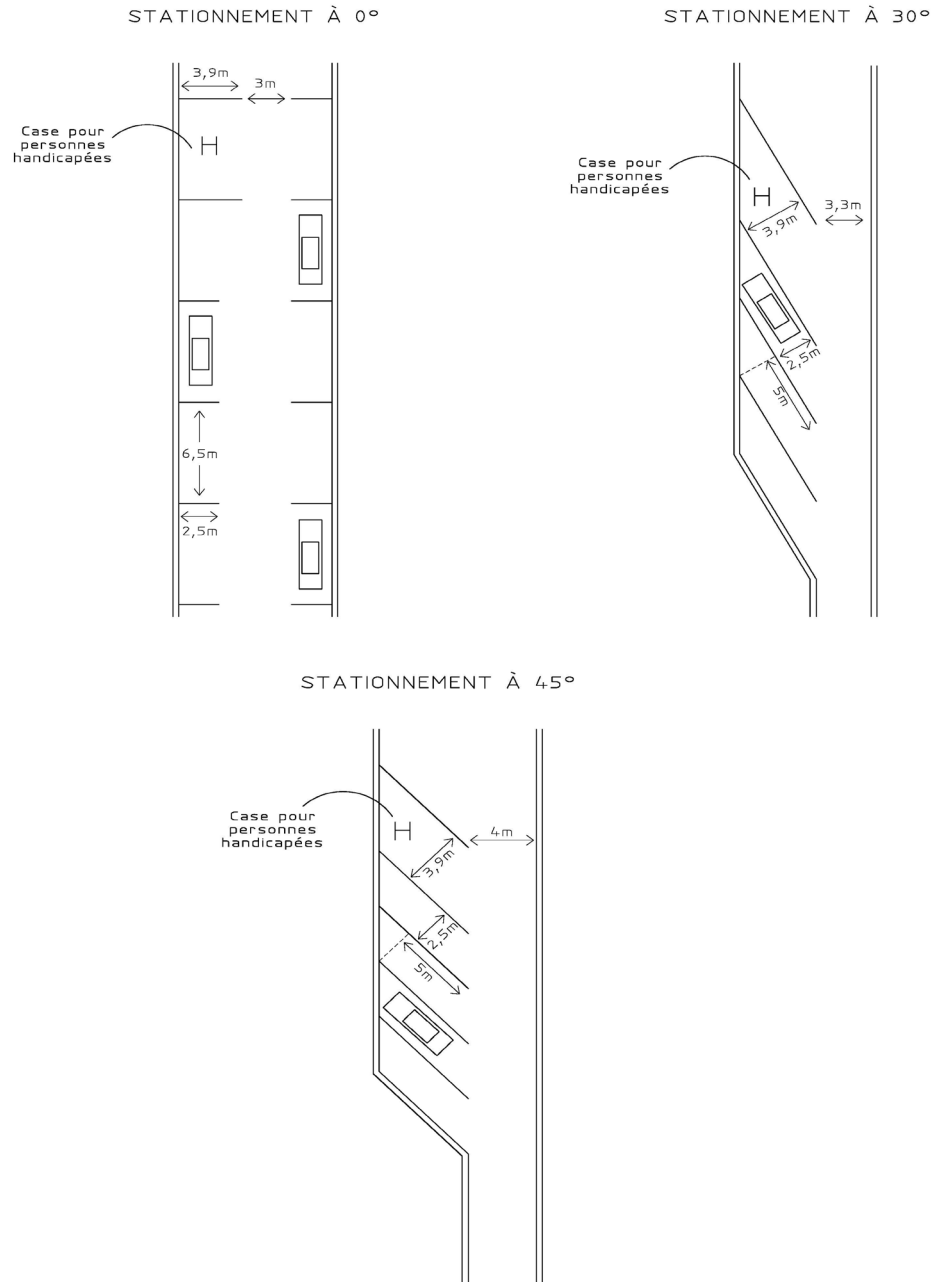 STATIONNEMENT À 0°
3,9m
3m
Case pour
personnes
handicapées
H
6,5m
2,5m
STATIONNEMENT À 30°
Case pour
personnes
handicapées
H
3,9m
3,3m
2,5m
5m
STATIONNEMENT À 45°
Case pour
personnes
handicapées
H
4m
3,9m
2,5m
5m